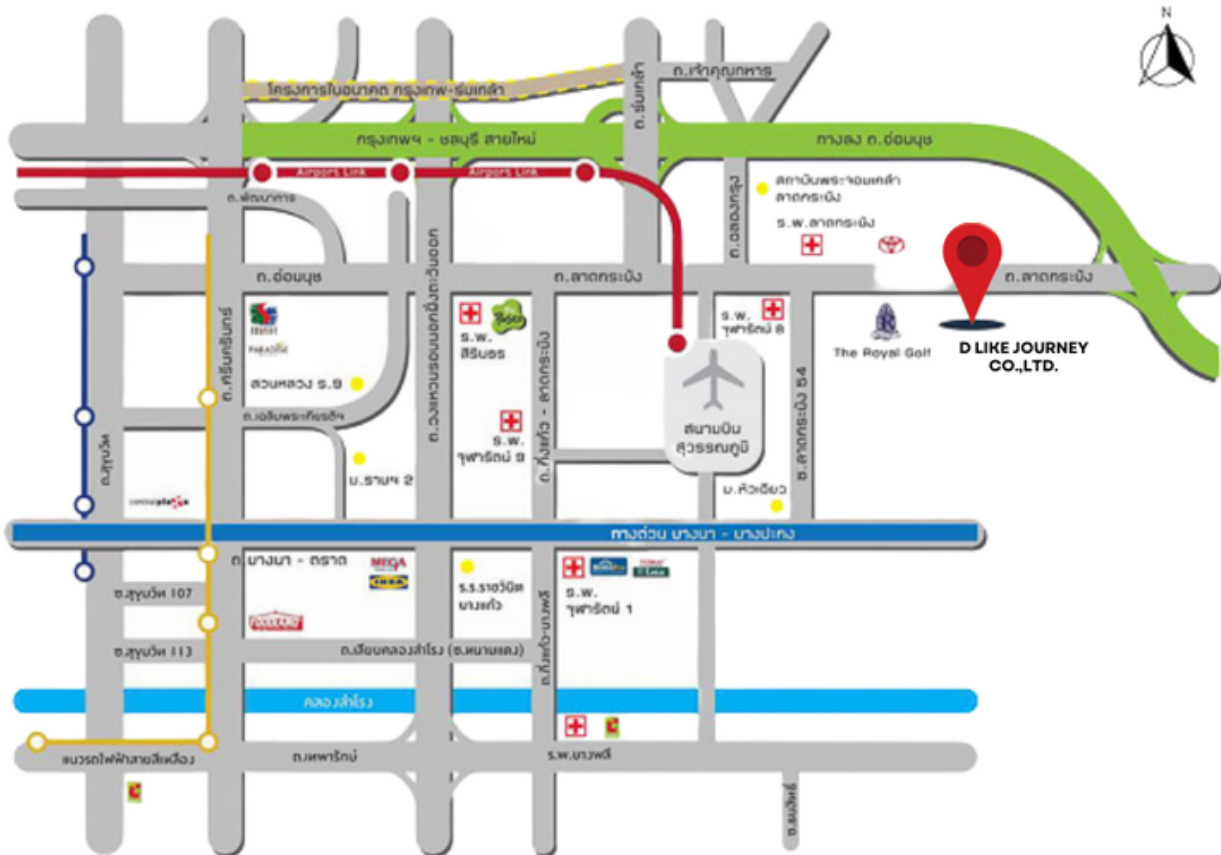 N
ถ.เจ้าคุณทหาร
โครงการในอนาคต กรุงเทพ-ร่มเกล้า
ถ.ร่มเกล้า
กรุงเทพฯ - ชลบุรี สายใหม่
ทางลง ถ.อ่อนนุช
Airport Link
Airport Link
ถ.พัฒนาการ
สถาบันพระจอมเกล้า
ลาดกระบัง
ร.พ.ลาดกระบัง
ถ.ฉลองกรุง
ถ.อ่อนนุช
ถ.ลาดกระบัง
ถ.ลาดกระบัง
ถ.ศรีนครินทร์
ถ.วงแหวนรอบนอกฝั่งตะวันออก
ร.พ.
สิรินธร
ร.พ.
จุฬารัตน์ 8
The Royal Golf
D LIKE JOURNEY
CO.,LTD.
PARADISE
สวนหลวง ร.9
ถ.กิ่งแก้ว - ลาดกระบัง
ซ.ลาดกระบัง 54
ถ.เฉลิมพระเกียรติฯ
ร.พ.
จุฬารัตน์ 9
สนามบิน
สุวรรณภูมิ
ถ.สุขุมวิท
ม.รามฯ 2
ม.หัวเฉียว
centralplaza
ทางด่วน บางนา - บางปะกง
ถ.บางนา - ตราด
MEGA
IKEA
ร.ร.ราชวินิต
บางแก้ว
ร.พ.
จุฬารัตน์ 1
HomePro
ซ.สุขุมวิท 107
FOODLAND
ซ.สุขุมวิท 113
ถ.เลียบคลองสำโรง (ซ.หนามแดง)
ถ.กิ่งแก้ว-บางพลี
คลองสำโรง
แนวรถไฟฟ้าสายสีเหลือง
ถ.เทพารักษ์
ร.พ.บางพลี